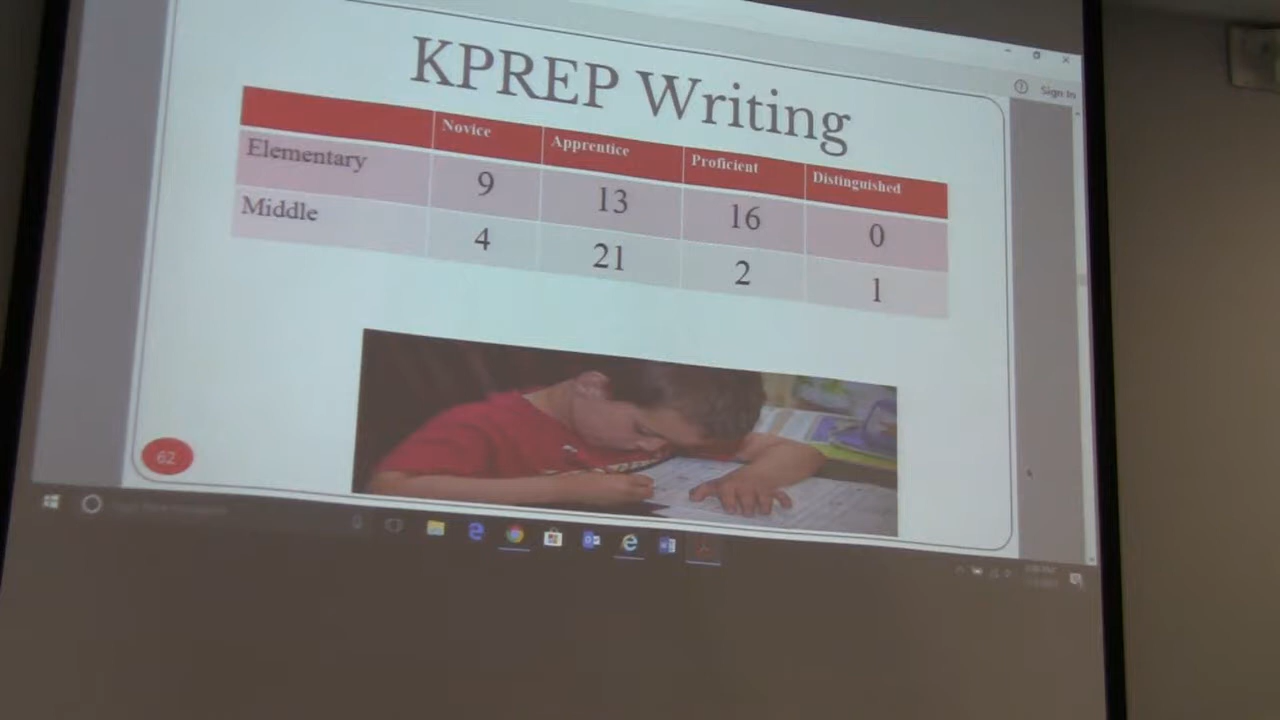 Sign In
KPREP Writing
Novice Apprentice Proficient Distinguished
Elementary 9 13 16 0
Middle 4 21 2 1
62